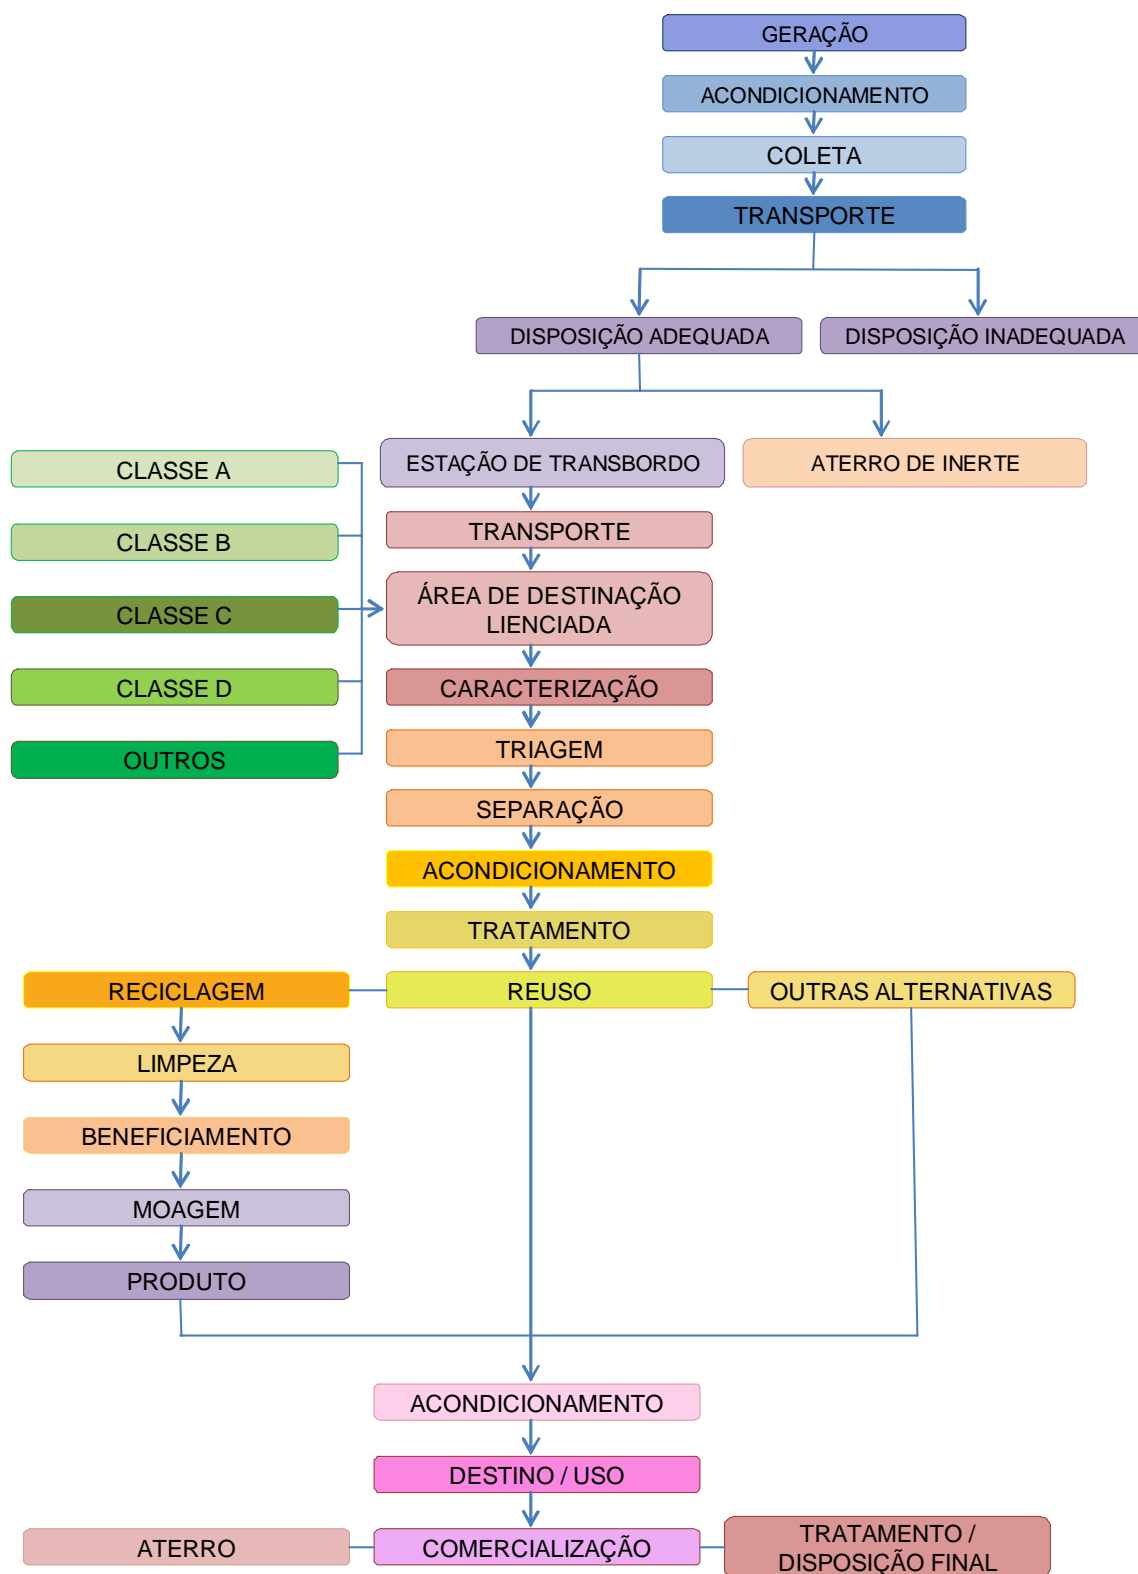 GERAÇÃO
ACONDICIONAMENTO
COLETA
TRANSPORTE
DISPOSIÇÃO ADEQUADA
DISPOSIÇÃO INADEQUADA
ESTAÇÃO DE TRANSBORDO
ATERRO DE INERTE
CLASSE A
CLASSE B
CLASSE C
CLASSE D
OUTROS
TRANSPORTE
ÁREA DE DESTINAÇÃO
LIENCIADA
CARACTERIZAÇÃO
TRIAGEM
SEPARAÇÃO
ACONDICIONAMENTO
TRATAMENTO
RECICLAGEM
REUSO
OUTRAS ALTERNATIVAS
LIMPEZA
BENEFICIAMENTO
MOAGEM
PRODUTO
ACONDICIONAMENTO
DESTINO / USO
ATERRO
COMERCIALIZAÇÃO
TRATAMENTO /
DISPOSIÇÃO FINAL